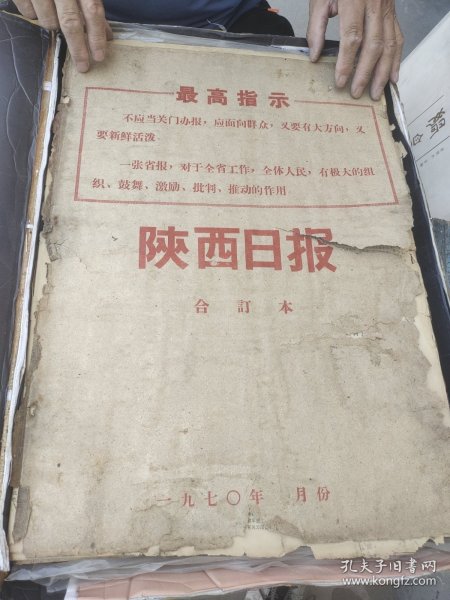 最高指示
不应当关门办报，应面向群众，又要有大方向，又
要新鲜活泼
一张省报，对于全省工作，全体人民，有极大的组
织、鼓舞、激励、批判、推动的作用
陕西日报
合訂本
一九七〇年 月份
孔夫子旧书网
https://www.kongfz.com